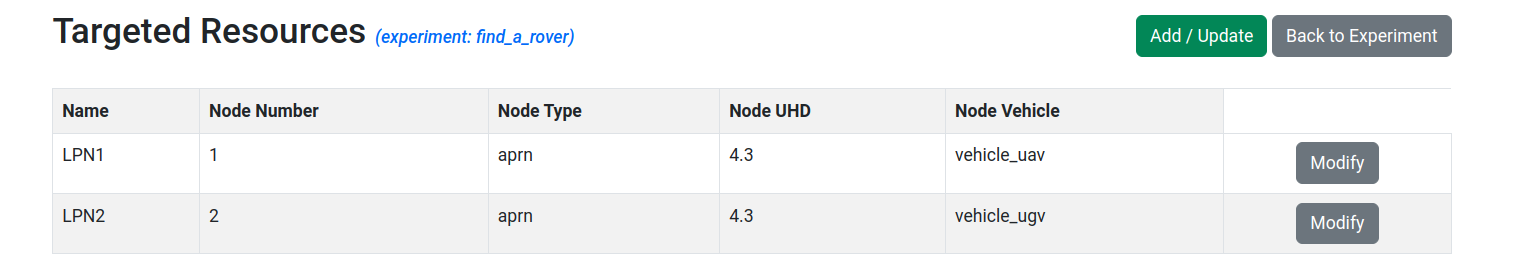 Targeted Resources (experiment: find_a_rover) Add / Update Back to Experiment
Name Node Number Node Type Node UHD Node Vehicle
LPN1 1 aprn 4.3 vehicle_uav Modify
LPN2 2 aprn 4.3 vehicle_ugv Modify